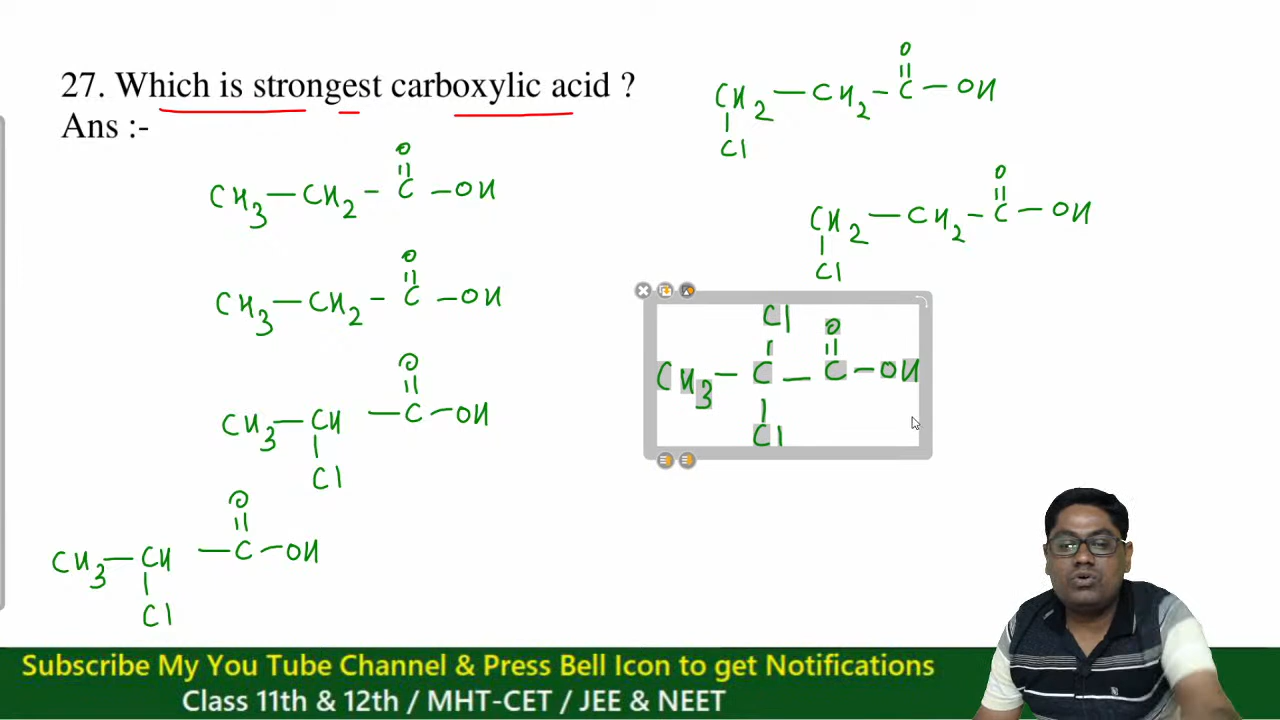 27. Which is strongest carboxylic acid ?
Ans :-
O
CH3—CH2–C–OH
O
CH3—CH2–C–OH
O
CH3—CH —C–OH
Cl
O
CH3—CH —C–OH
Cl
O
CH2—CH2–C–OH
Cl
O
CH2—CH2–C–OH
Cl
Cl O
CH3–C–C–OH
Cl
Subscribe My You Tube Channel & Press Bell Icon to get Notifications
Class 11th & 12th / MHT-CET / JEE & NEET